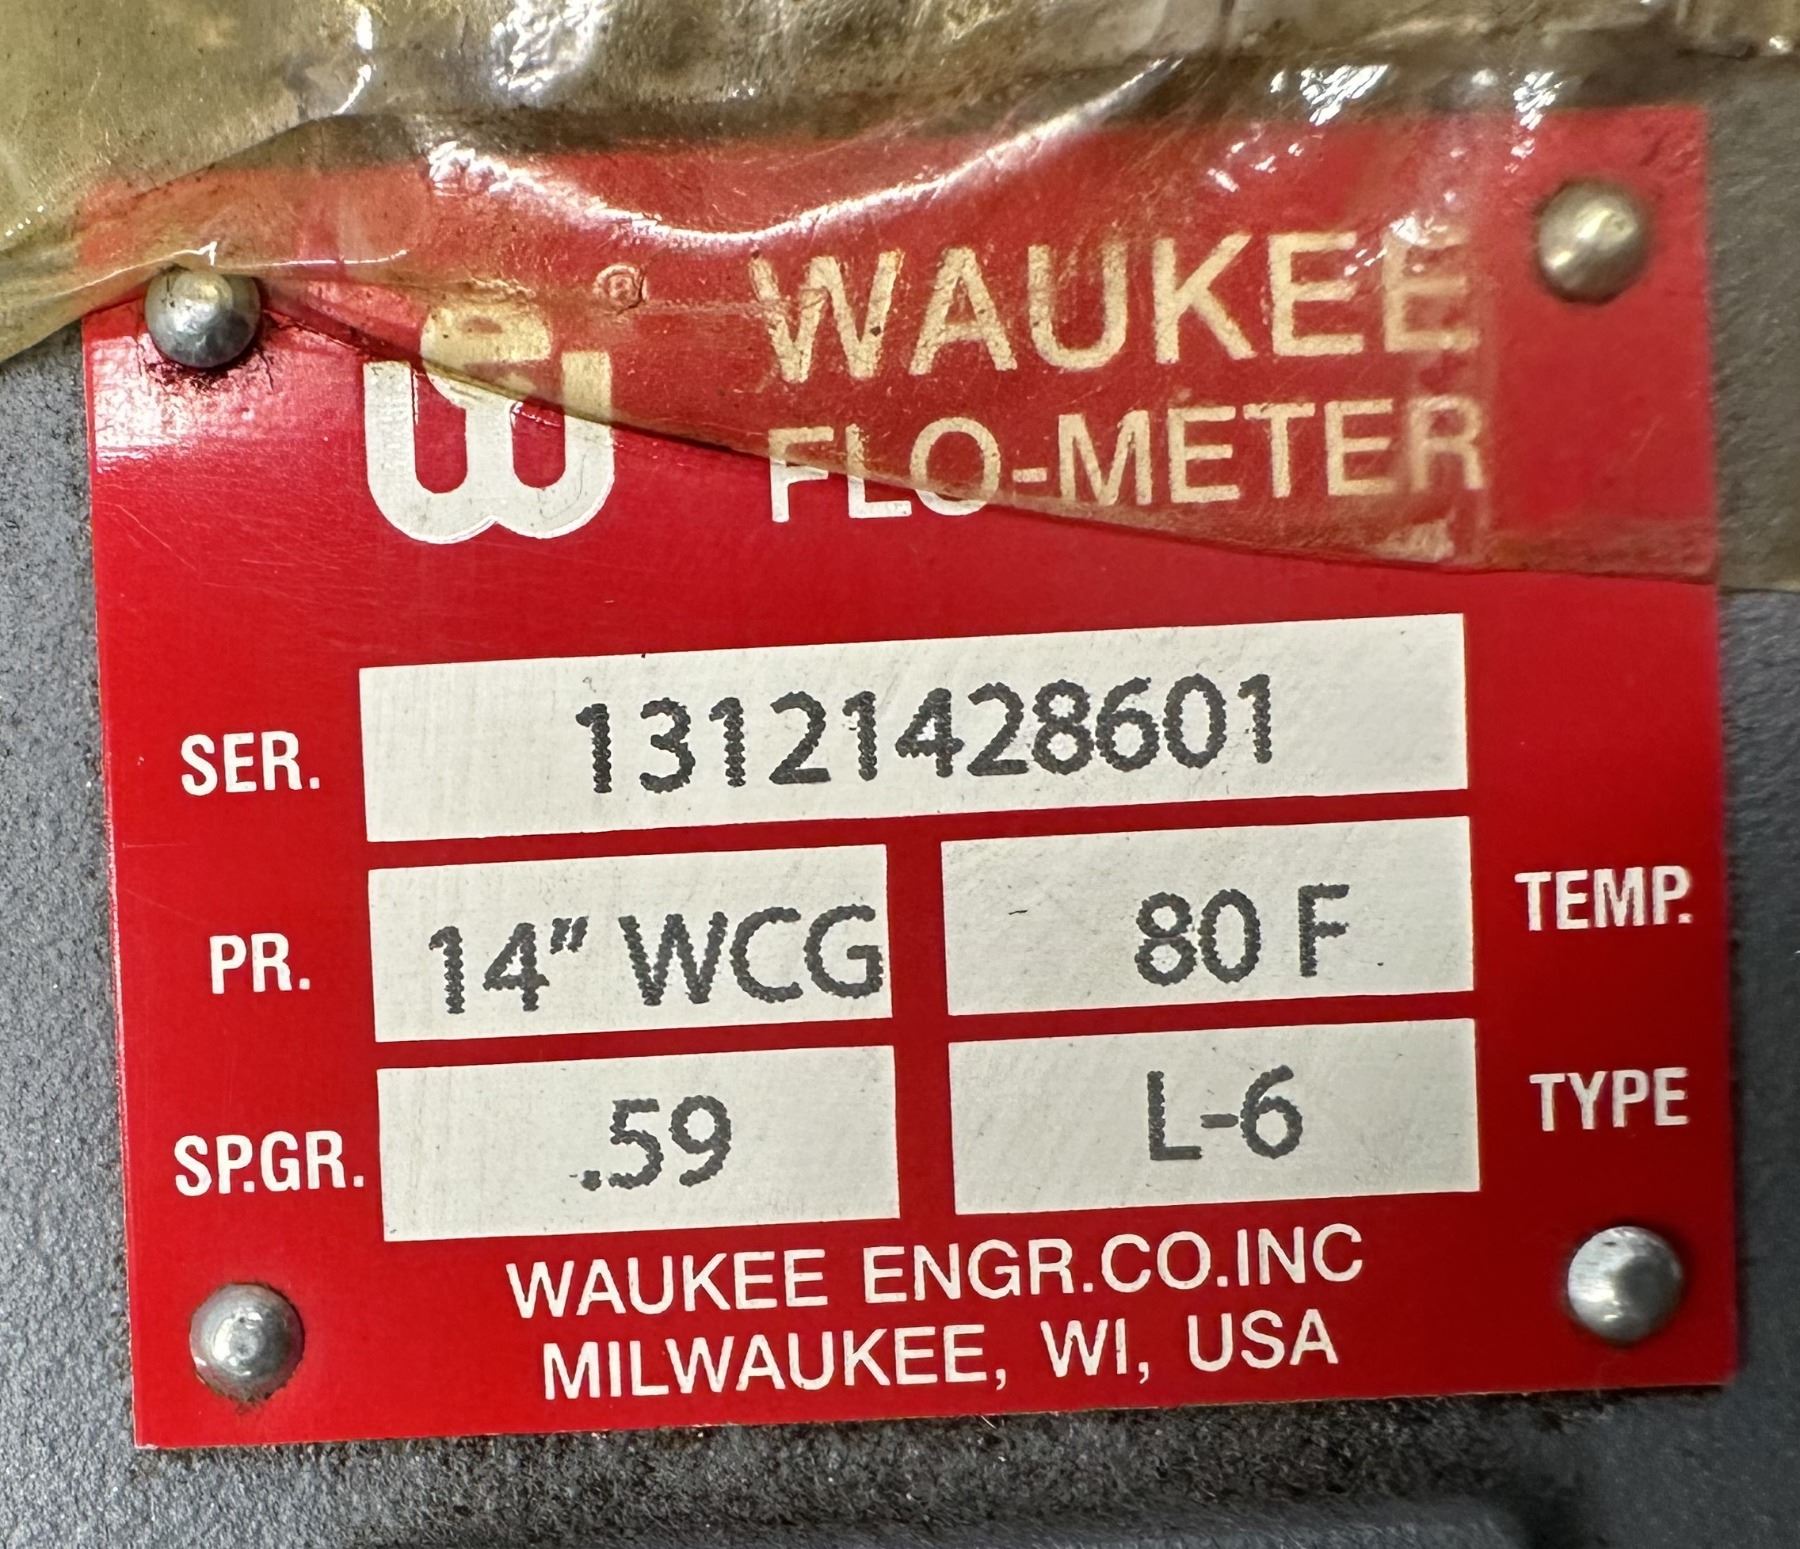 ® WAUKEE
FLO-METER
SER. 13121428601
PR. 14" WCG 80 F TEMP.
SP.GR. .59 L-6 TYPE
WAUKEE ENGR.CO.INC
MILWAUKEE, WI, USA